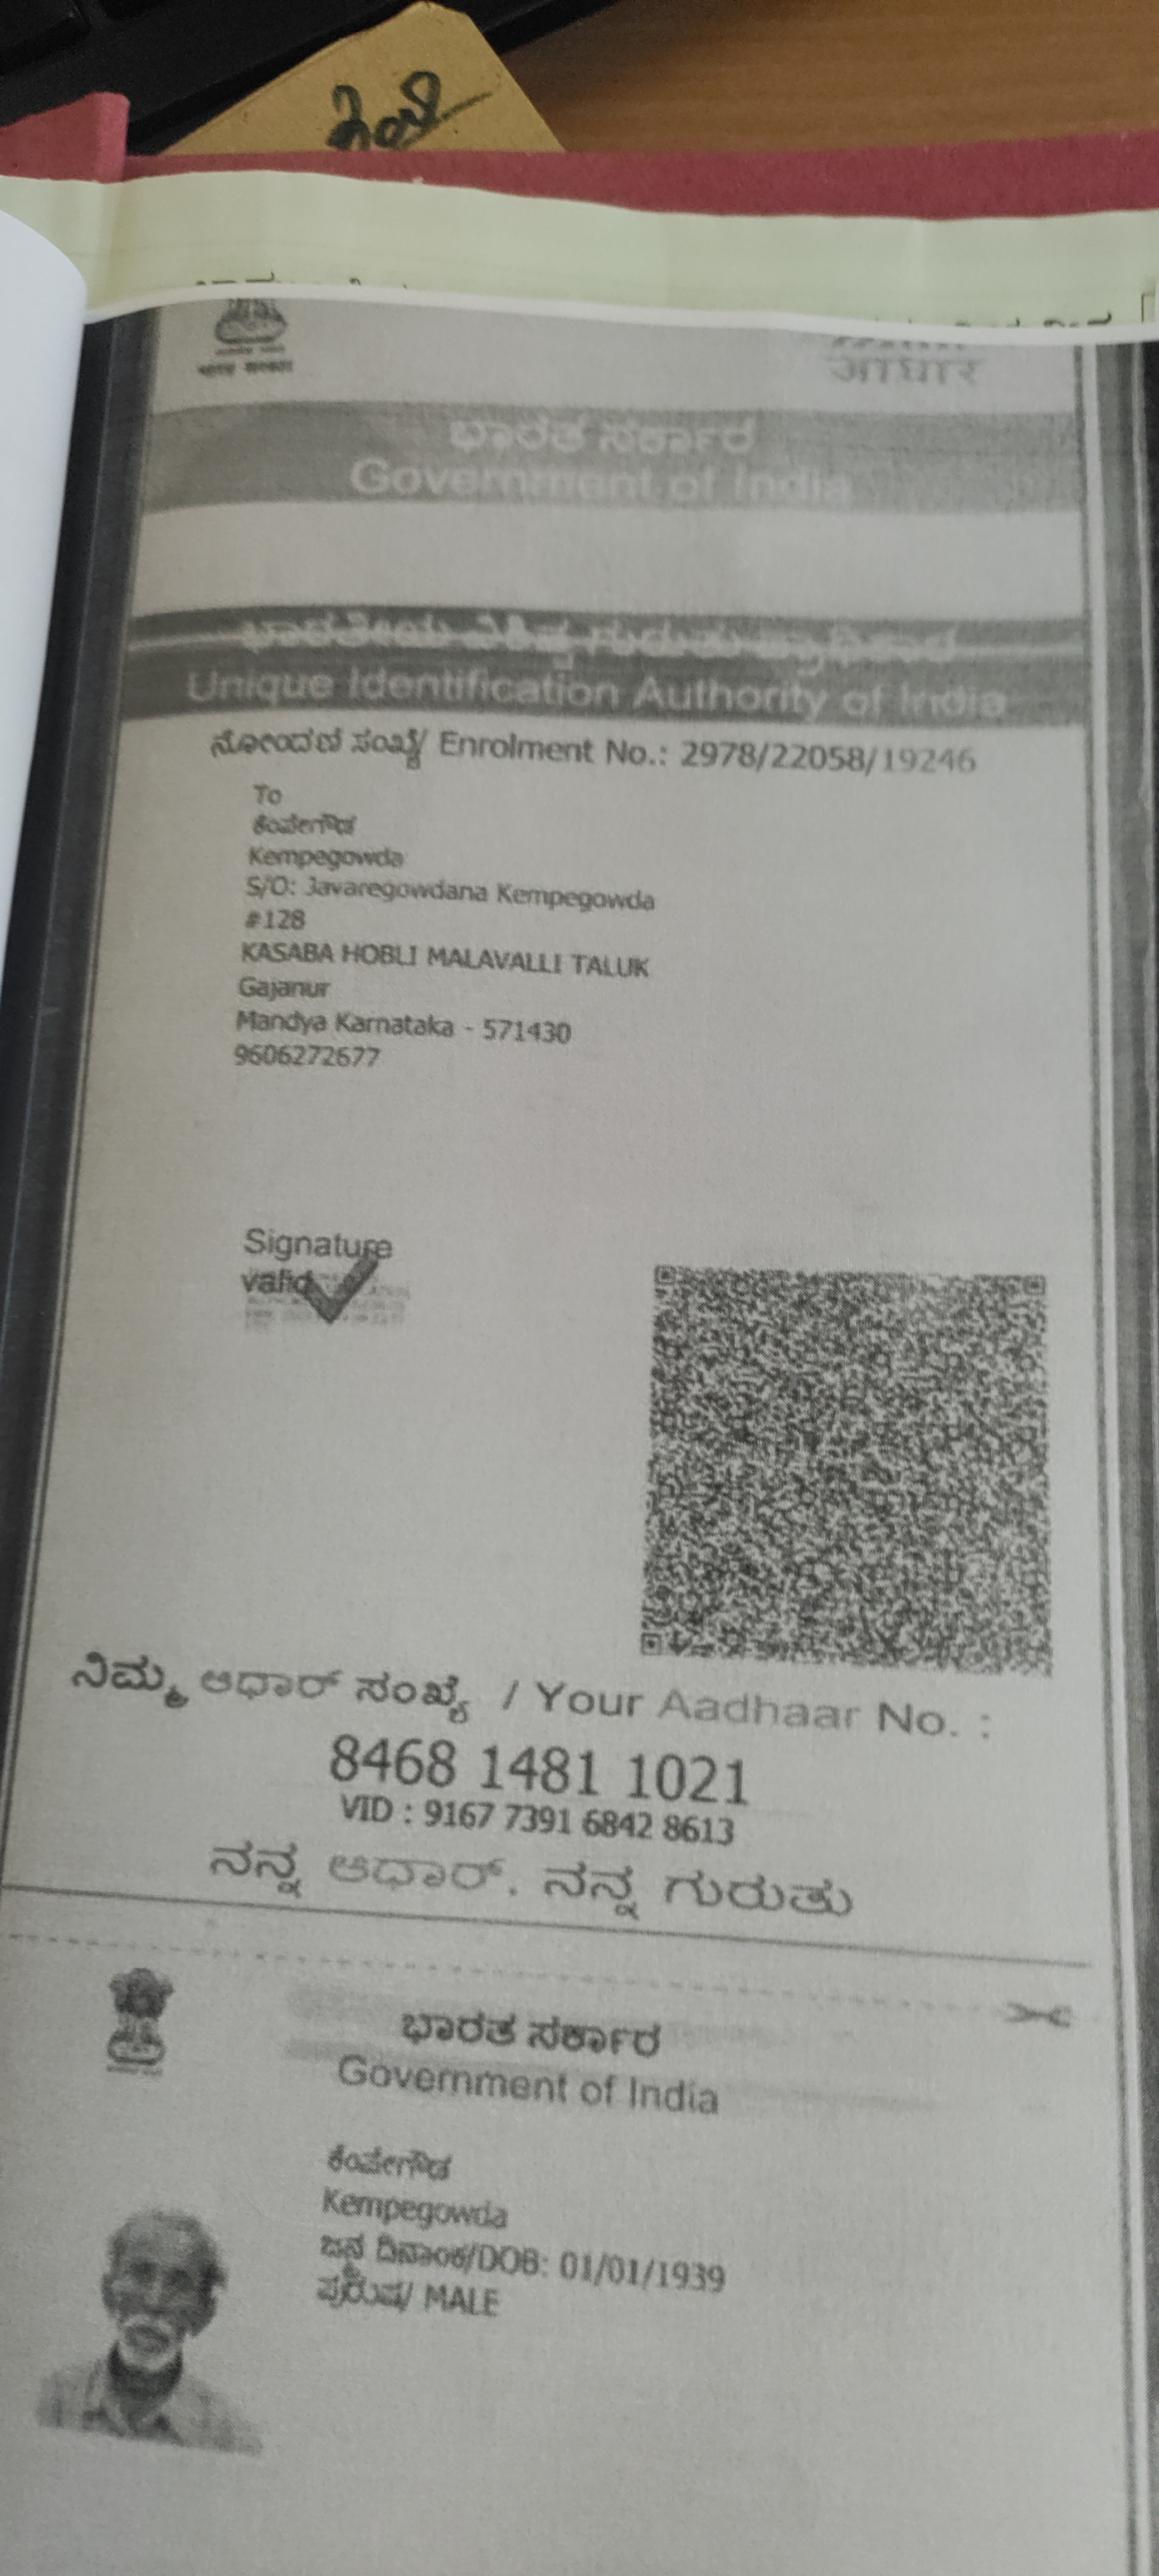 भारत सरकार
आधार
ಭಾರತ ಸರ್ಕಾರ
Government of India
ಭಾರತೀಯ ವಿಶಿಷ್ಟ ಗುರುತು ಪ್ರಾಧಿಕಾರ
Unique Identification Authority of India
ನೋಂದಣಿ ಸಂಖ್ಯೆ/ Enrolment No.: 2978/22058/19246
To
ಕೆಂಪೇಗೌಡ
Kempegowda
S/O: Javaregowdana Kempegowda
#128
KASABA HOBLI MALAVALLI TALUK
Gajanur
Mandya Karnataka - 571430
9606272677
Signature
valid
ನಿಮ್ಮ ಆಧಾರ್ ಸಂಖ್ಯೆ / Your Aadhaar No. :
8468 1481 1021
VID : 9167 7391 6842 8613
ನನ್ನ ಆಧಾರ್, ನನ್ನ ಗುರುತು
ಭಾರತ ಸರ್ಕಾರ
Government of India
ಕೆಂಪೇಗೌಡ
Kempegowda
ಜನ್ಮ ದಿನಾಂಕ/DOB: 01/01/1939
ಪುರುಷ/ MALE